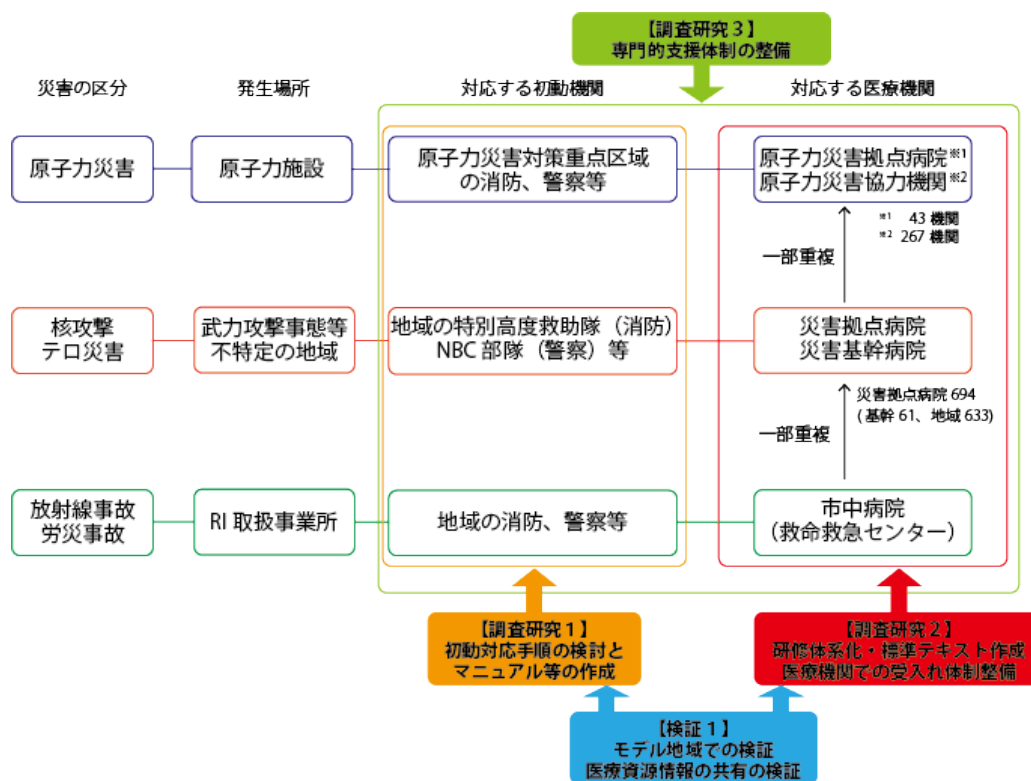 【調査研究3】
専門的支援体制の整備
災害の区分
発生場所
対応する初動機関
対応する医療機関
原子力災害
原子力施設
原子力災害対策重点区域
の消防、警察等
原子力災害拠点病院※1
原子力災害協力機関※2
※1 43 機関
※2 267 機関
一部重複
核攻撃
テロ災害
武力攻撃事態等
不特定の地域
地域の特別高度救助隊（消防）
NBC 部隊（警察）等
災害拠点病院
災害基幹病院
災害拠点病院 694
(基幹 61、地域 633)
一部重複
放射線事故
労災事故
RI 取扱事業所
地域の消防、警察等
市中病院
（救命救急センター）
【調査研究1】
初動対応手順の検討と
マニュアル等の作成
【調査研究2】
研修体系化・標準テキスト作成
医療機関での受入れ体制整備
【検証1】
モデル地域での検証
医療資源情報の共有の検証